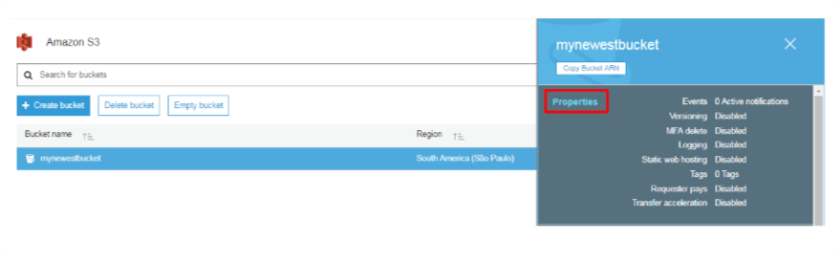 Amazon S3
Search for buckets
+ Create bucket Delete bucket Empty bucket
Bucket name Region
mynewestbucket South America (São Paulo)
mynewestbucket
Copy Bucket ARN
Properties
Events 0 Active notifications
Versioning Disabled
MFA delete Disabled
Logging Disabled
Static web hosting Disabled
Tags 0 Tags
Requester pays Disabled
Transfer acceleration Disabled